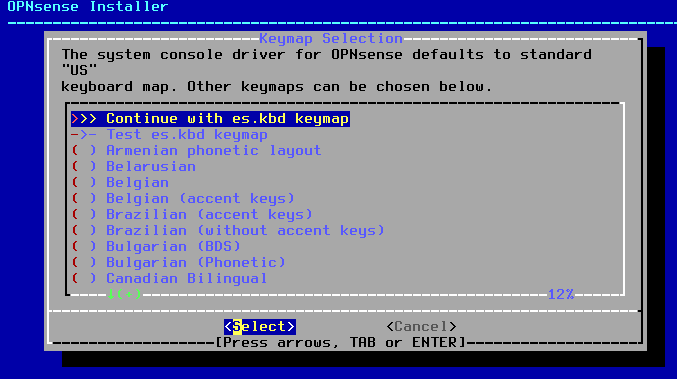 OPNsense Installer
Keymap Selection
The system console driver for OPNsense defaults to standard
"US"
keyboard map. Other keymaps can be chosen below.
>>> Continue with es.kbd keymap
->- Test es.kbd keymap
( ) Armenian phonetic layout
( ) Belarusian
( ) Belgian
( ) Belgian (accent keys)
( ) Brazilian (accent keys)
( ) Brazilian (without accent keys)
( ) Bulgarian (BDS)
( ) Bulgarian (Phonetic)
( ) Canadian Bilingual
↓(+) 12%
<Select> <Cancel>
[Press arrows, TAB or ENTER]